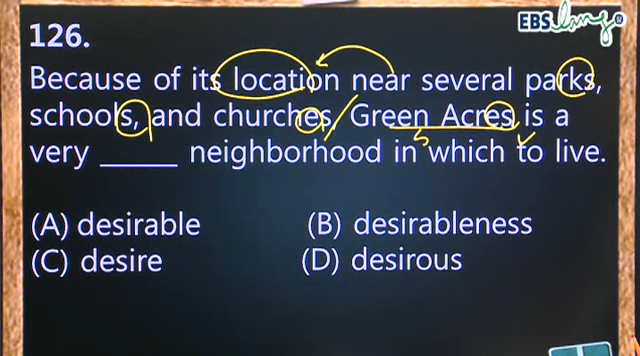 EBS lang
126.
Because of its location near several parks,
schools, and churches, Green Acres is a
very ______ neighborhood in which to live.
(A) desirable (B) desirableness
(C) desire (D) desirous